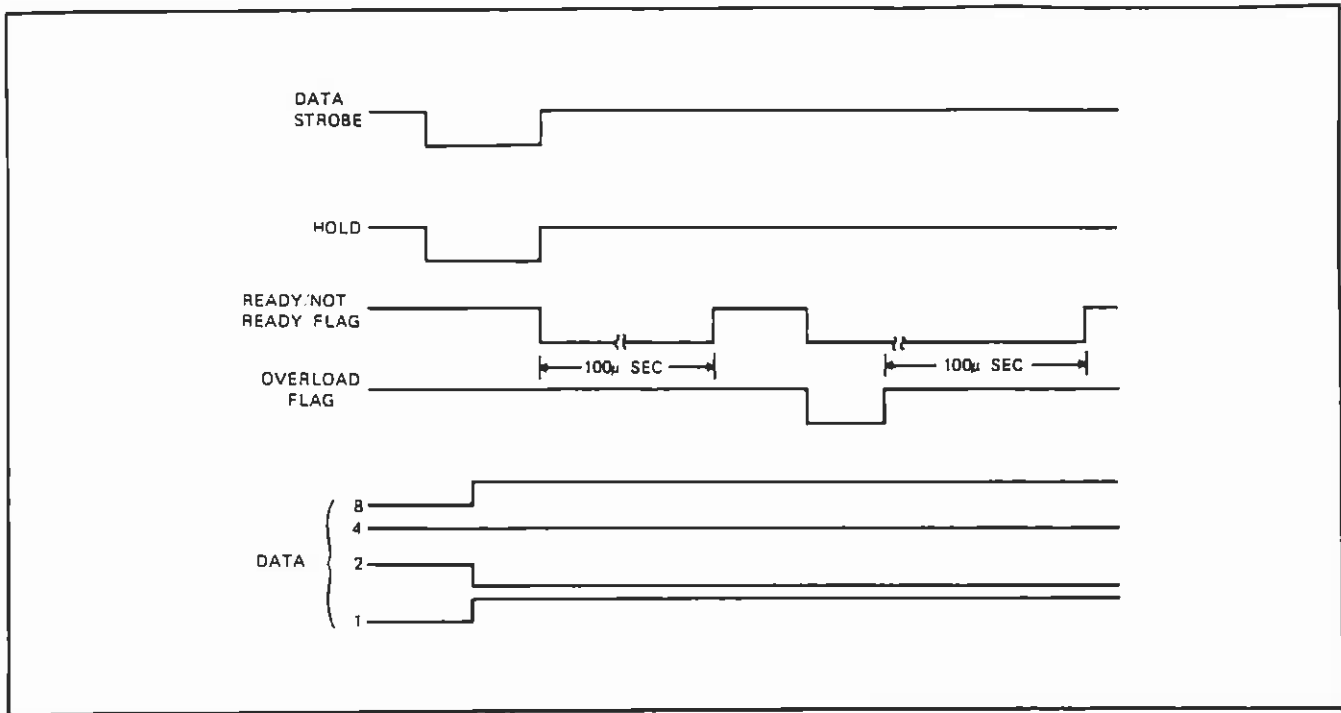 DATA
STROBE
HOLD
READY/NOT
READY FLAG
100μ SEC
100μ SEC
OVERLOAD
FLAG
DATA
8
4
2
1